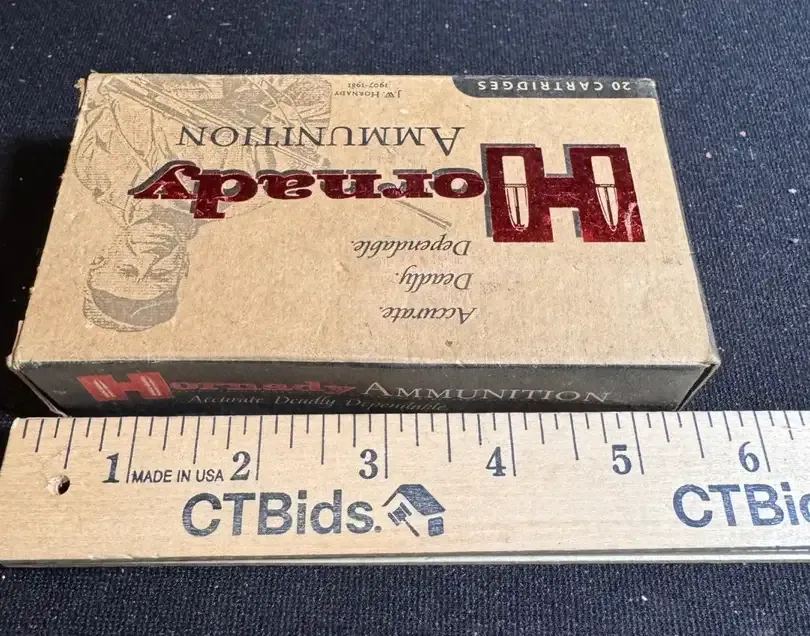 20 CARTRIDGES
J.W. HORNADY
1907-1981
AMMUNITION
Hornady
Dependable.
Deadly.
Accurate.
Hornady AMMUNITION
Accurate Deadly Dependable.
1 MADE IN USA 2 3 4 5 6
CTBids. CTBid